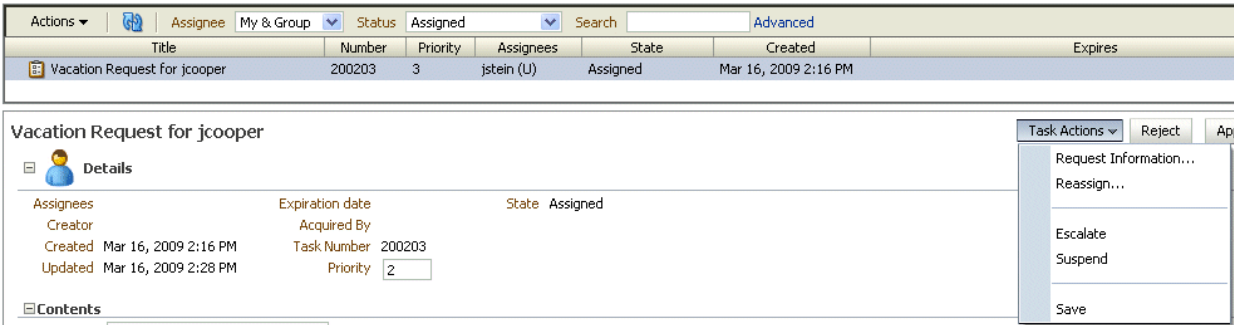 Actions Assignee My & Group Status Assigned Search Advanced
Title Number Priority Assignees State Created Expires
Vacation Request for jcooper 200203 3 jstein (U) Assigned Mar 16, 2009 2:16 PM
Vacation Request for jcooper Task Actions Reject Ap
Request Information...
Details
Reassign...
Assignees Expiration date State Assigned
Creator Acquired By
Escalate
Created Mar 16, 2009 2:16 PM Task Number 200203
Suspend
Updated Mar 16, 2009 2:28 PM Priority 2
Contents
Save